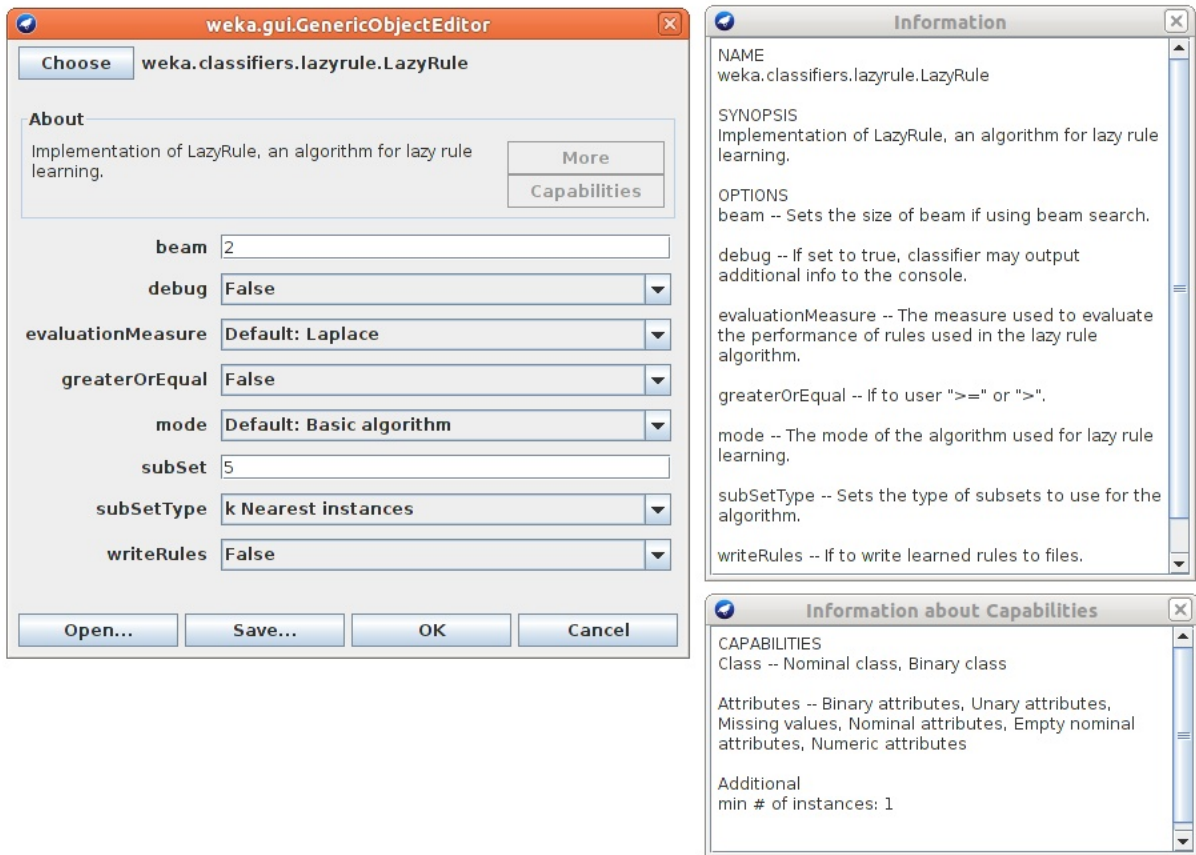 weka.gui.GenericObjectEditor
Choose weka.classifiers.lazyrule.LazyRule
About
Implementation of LazyRule, an algorithm for lazy rule
learning.
More
Capabilities
beam 2
debug False
evaluationMeasure Default: Laplace
greaterOrEqual False
mode Default: Basic algorithm
subSet 5
subSetType k Nearest instances
writeRules False
Open... Save... OK Cancel
Information
NAME
weka.classifiers.lazyrule.LazyRule
SYNOPSIS
Implementation of LazyRule, an algorithm for lazy rule
learning.
OPTIONS
beam -- Sets the size of beam if using beam search.
debug -- If set to true, classifier may output
additional info to the console.
evaluationMeasure -- The measure used to evaluate
the performance of rules used in the lazy rule
algorithm.
greaterOrEqual -- If to user ">=" or ">".
mode -- The mode of the algorithm used for lazy rule
learning.
subSetType -- Sets the type of subsets to use for the
algorithm.
writeRules -- If to write learned rules to files.
Information about Capabilities
CAPABILITIES
Class -- Nominal class, Binary class
Attributes -- Binary attributes, Unary attributes,
Missing values, Nominal attributes, Empty nominal
attributes, Numeric attributes
Additional
min # of instances: 1